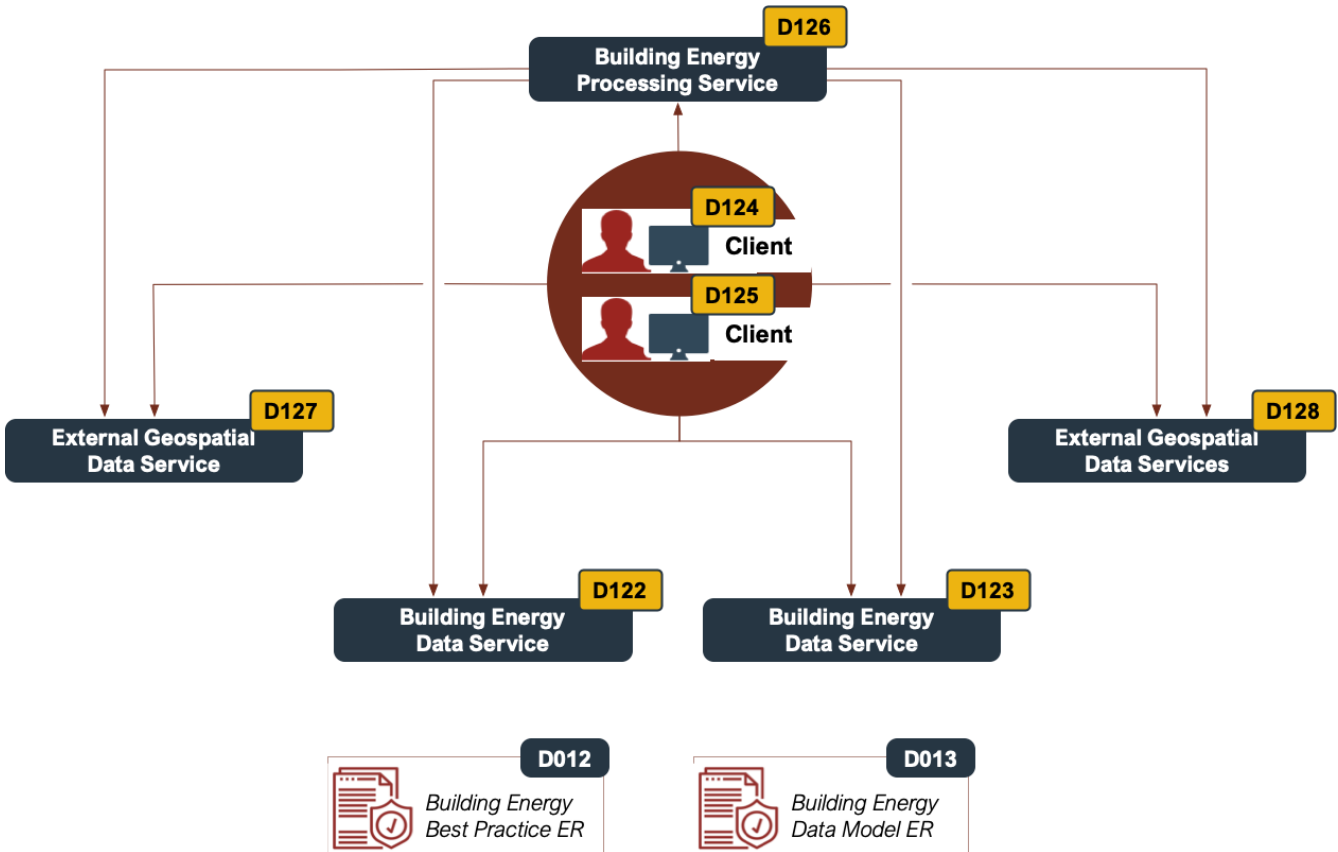 D126
Building Energy
Processing Service
D124
Client
D125
Client
D127
External Geospatial
Data Service
D128
External Geospatial
Data Services
D122
Building Energy
Data Service
D123
Building Energy
Data Service
D012
Building Energy
Best Practice ER
D013
Building Energy
Data Model ER